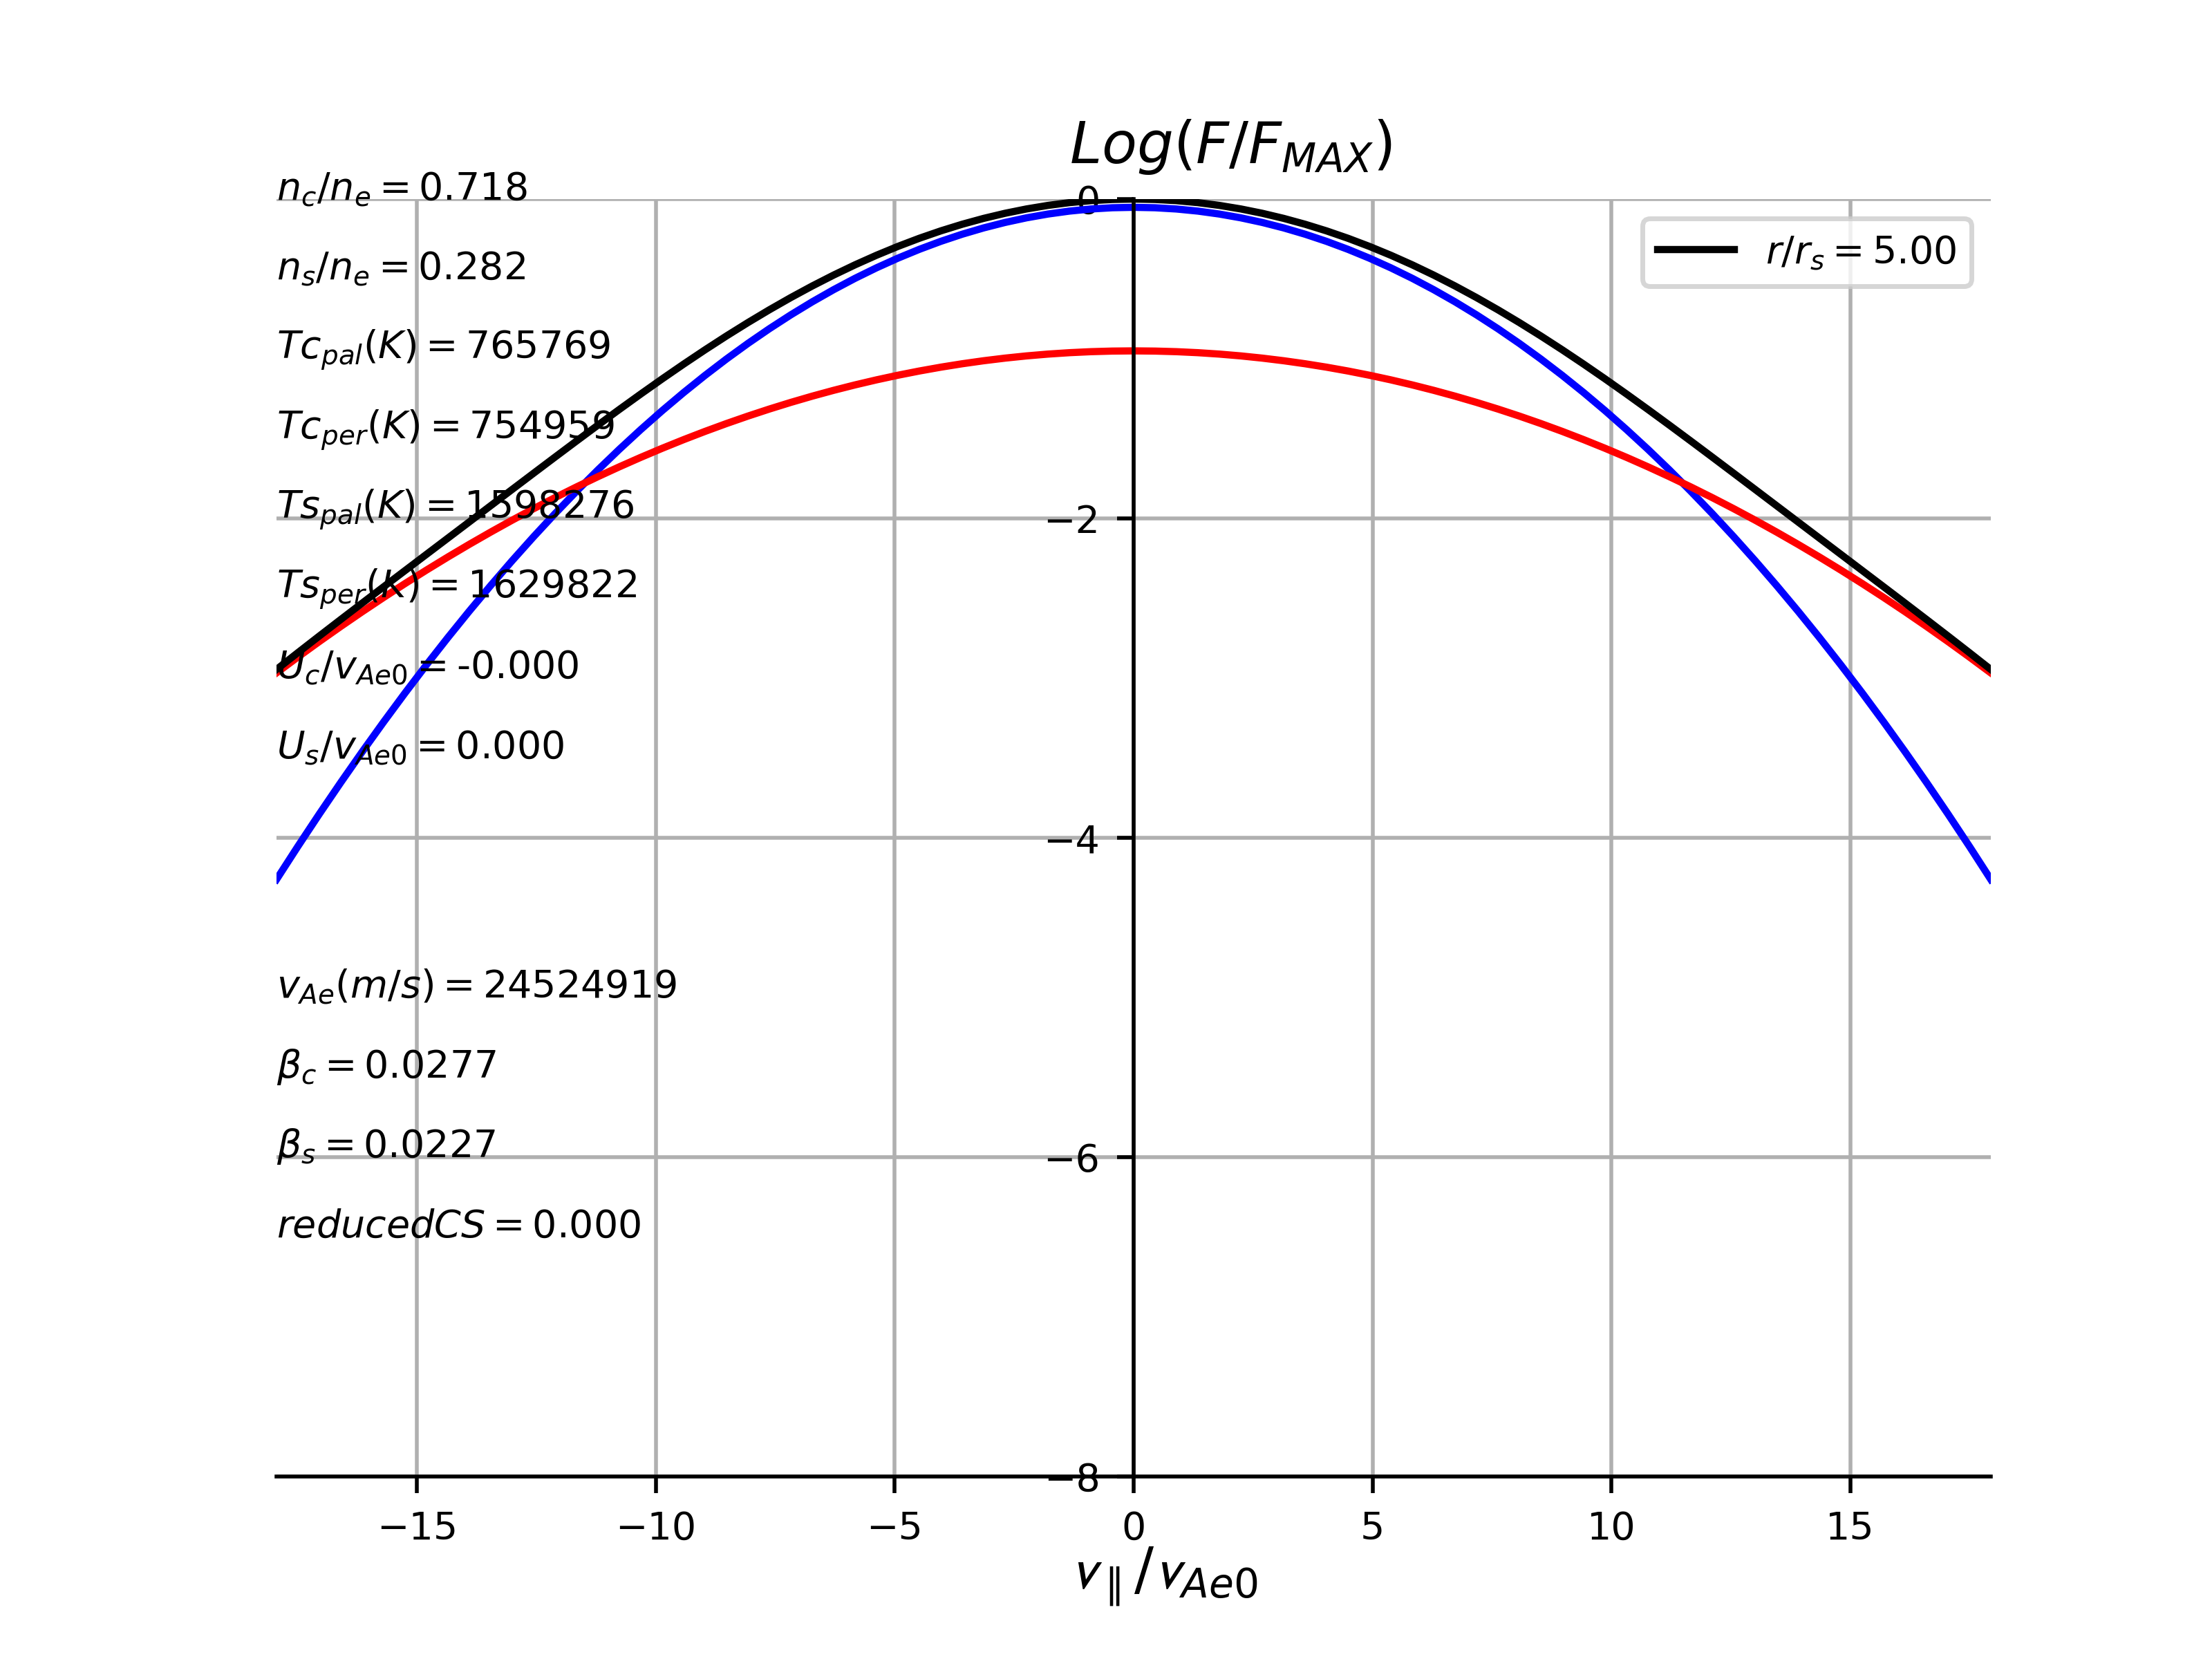 Log(F/F_MAX)
n_c/n_e = 0.718
n_s/n_e = 0.282
Tc_pal(K) = 765769
Tc_per(K) = 754959
Ts_pal(K) = 1598276
Ts_per(K) = 1629822
U_c/v_Ae0 = -0.000
U_s/v_Ae0 = 0.000
v_Ae(m/s) = 24524919
β_c = 0.0277
β_s = 0.0227
reducedCS = 0.000
r/r_s = 5.00
0
−2
−4
−6
−8
−15 −10 −5 0 5 10 15
v_∥/v_Ae0